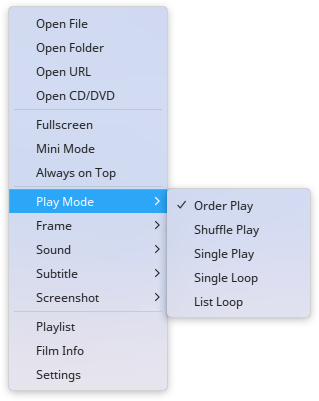 Open File
Open Folder
Open URL
Open CD/DVD
Fullscreen
Mini Mode
Always on Top
Play Mode
Frame
Sound
Subtitle
Screenshot
Playlist
Film Info
Settings
Order Play
Shuffle Play
Single Play
Single Loop
List Loop